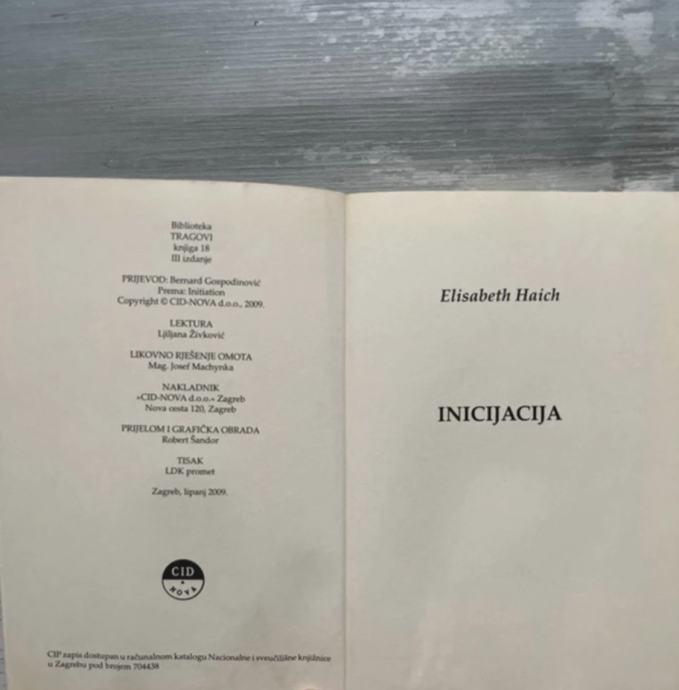 Biblioteka
TRAGOVI
knjiga 18
III izdanje
PRIJEVOD: Bernard Gospodinović
Prema: Initiation
Copyright © CID-NOVA d.o.o., 2009.
LEKTURA
Ljiljana Živković
LIKOVNO RJEŠENJE OMOTA
Mag. Josef Machynka
NAKLADNIK
»CID-NOVA d.o.o.« Zagreb
Nova cesta 120, Zagreb
PRIJELOM I GRAFIČKA OBRADA
Robert Šandor
TISAK
LDK promet
Zagreb, lipanj 2009.
CID
NOVA
CIP zapis dostupan u računalnom katalogu Nacionalne i sveučilišne knjižnice
u Zagrebu pod brojem 704438
Elisabeth Haich
INICIJACIJA